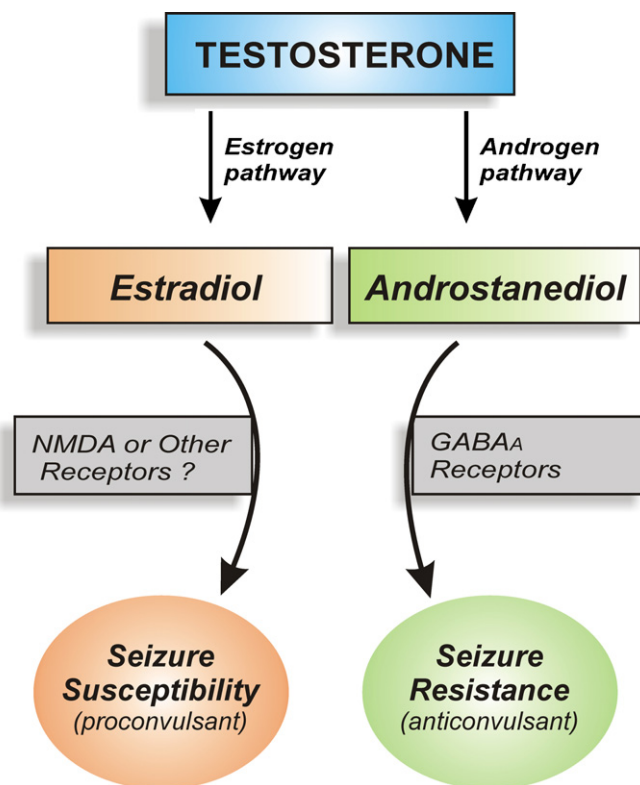 TESTOSTERONE
Estrogen
pathway
Androgen
pathway
Estradiol
Androstanediol
NMDA or Other
Receptors ?
GABAA
Receptors
Seizure
Susceptibility
(proconvulsant)
Seizure
Resistance
(anticonvulsant)